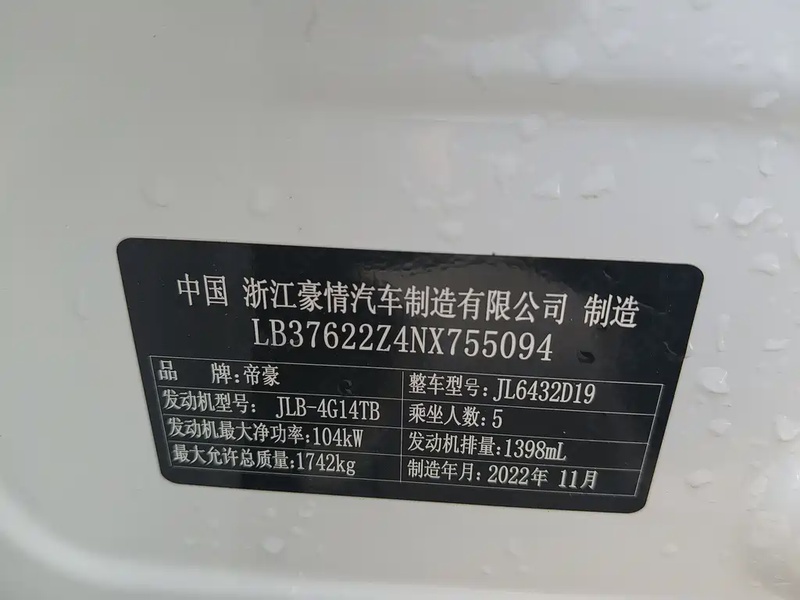 中国 浙江豪情汽车制造有限公司 制造
LB37622Z4NX755094
品 牌:帝豪 整车型号:JL6432D19
发动机型号: JLB-4G14TB 乘坐人数:5
发动机最大净功率:104kW 发动机排量:1398mL
最大允许总质量:1742kg 制造年月:2022年 11月